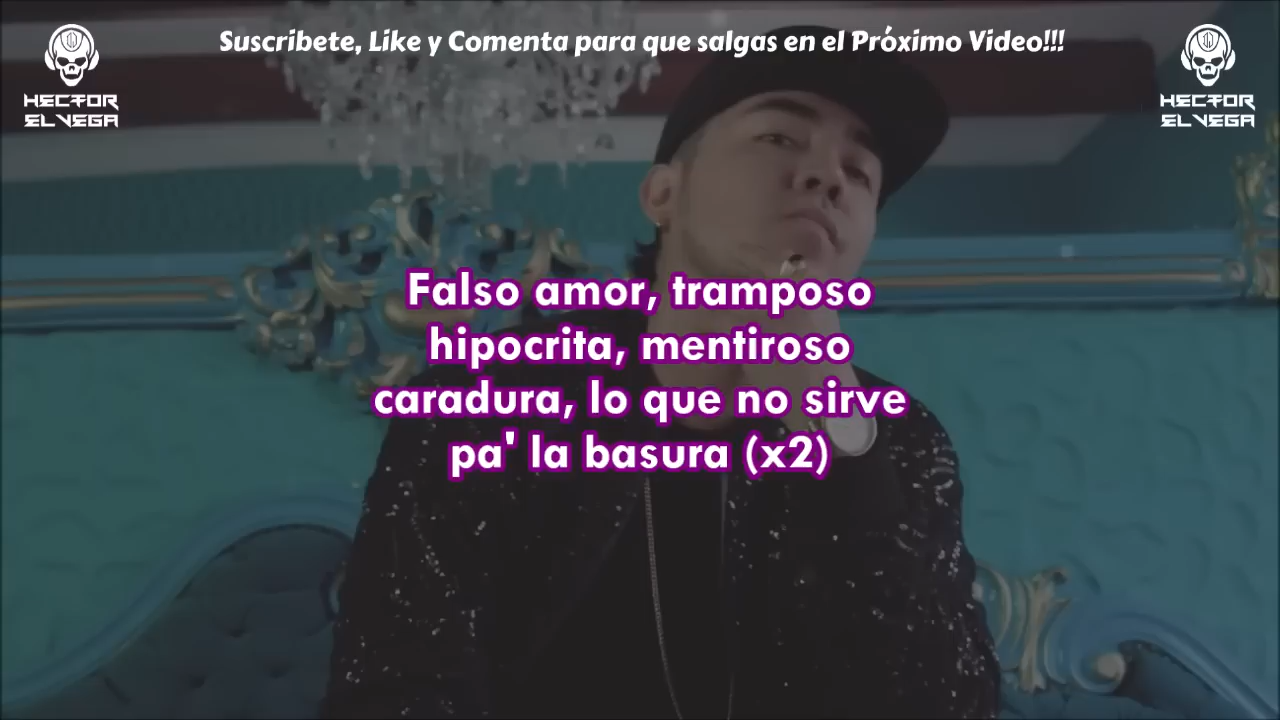 Suscribete, Like y Comenta para que salgas en el Próximo Video!!!
HECTOR
EL VEGA
HECTOR
EL VEGA
Falso amor, tramposo
hipocrita, mentiroso
caradura, lo que no sirve
pa' la basura (x2)